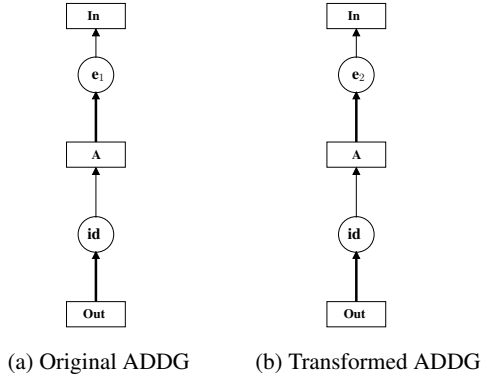 In In
e₁ e₂
A A
id id
Out Out
(a) Original ADDG (b) Transformed ADDG